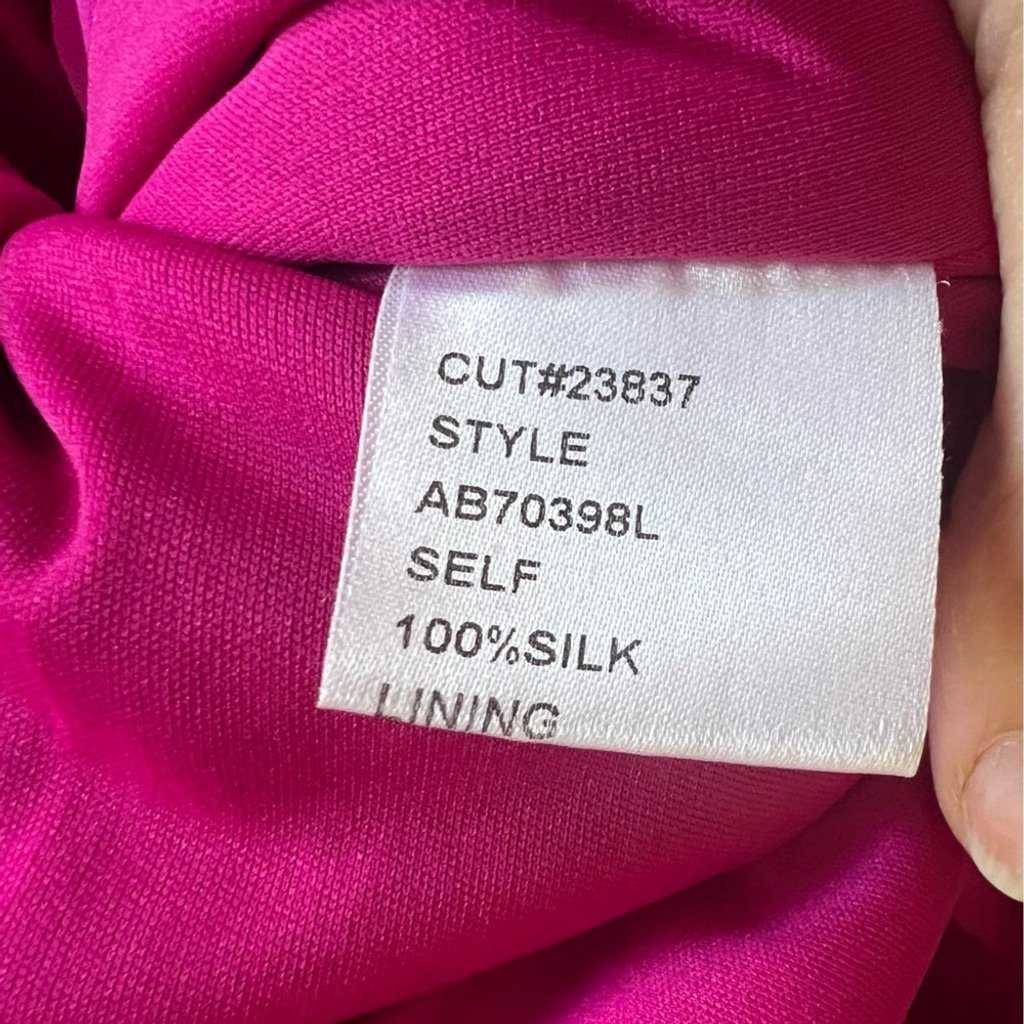 CUT#23837
STYLE
AB70398L
SELF
100%SILK
LINING